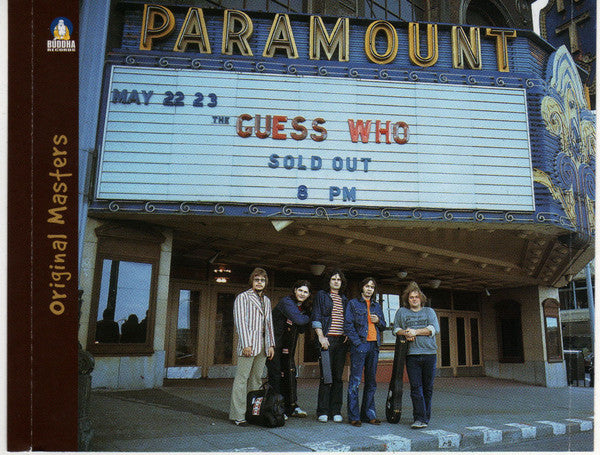 BUDDHA
RECORDS
Original Masters
PARAMOUNT
MAY 22 23
THE GUESS WHO
SOLD OUT
8 PM